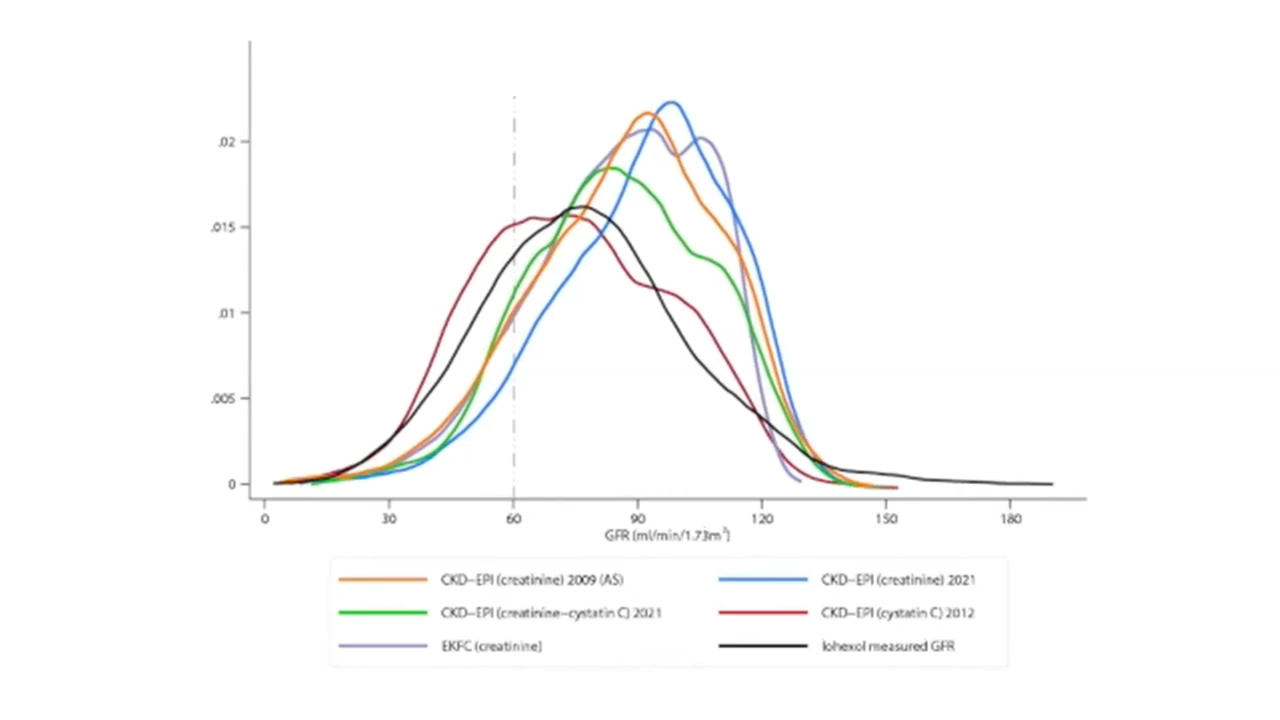 .02
.015
.01
.005
0
0 30 60 90 120 150 180
GFR (ml/min/1.73m²)
CKD–EPI (creatinine) 2009 (AS) CKD–EPI (creatinine) 2021
CKD–EPI (creatinine–cystatin C) 2021 CKD–EPI (cystatin C) 2012
EKFC (creatinine) Iohexol measured GFR